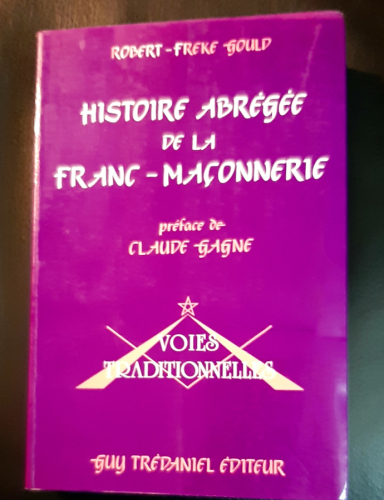 ROBERT-FREKE GOULD
HISTOIRE ABRÉGÉE
DE LA
FRANC-MAÇONNERIE
préface de
CLAUDE GAGNE
VOIES
TRADITIONNELLES
GUY TRÉDANIEL ÉDITEUR